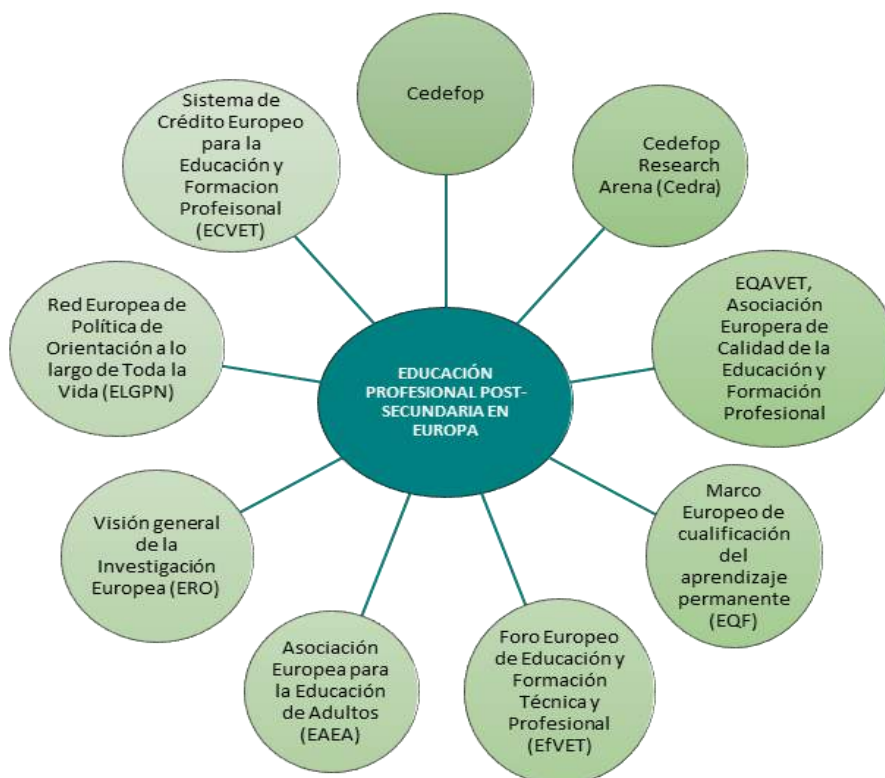 Cedefop
Cedefop
Research
Arena (Cedra)
EQAVET,
Asociación
Europera de
Calidad de la
Educación y
Formación
Profesional
Marco
Europeo de
cualificación
del
aprendizaje
permanente
(EQF)
Foro Europeo
de Educación y
Formación
Técnica y
Profesional
(EfVET)
Asociación
Europea para
la Educación
de Adultos
(EAEA)
Visión general
de la
Investigación
Europea (ERO)
Red Europea de
Política de
Orientación a lo
largo de Toda la
Vida (ELGPN)
Sistema de
Crédito Europeo
para la
Educación y
Formacion
Profeisonal
(ECVET)
EDUCACIÓN
PROFESIONAL POST-
SECUNDARIA EN
EUROPA